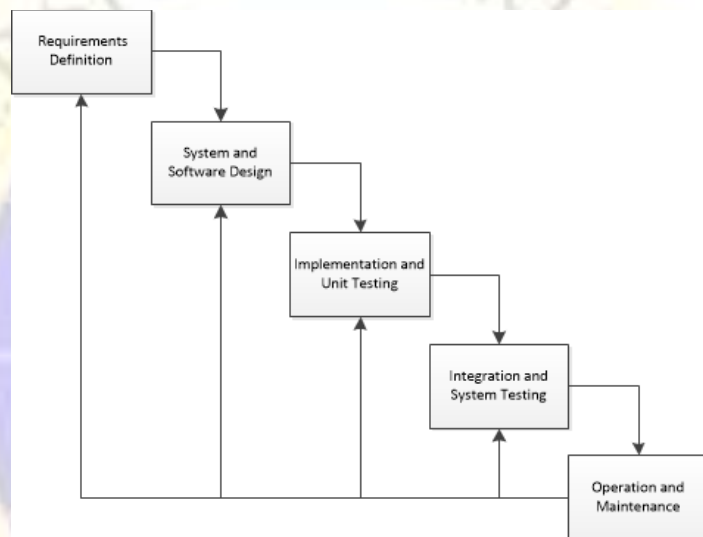 Requirements
Definition
System and
Software Design
Implementation and
Unit Testing
Integration and
System Testing
Operation and
Maintenance